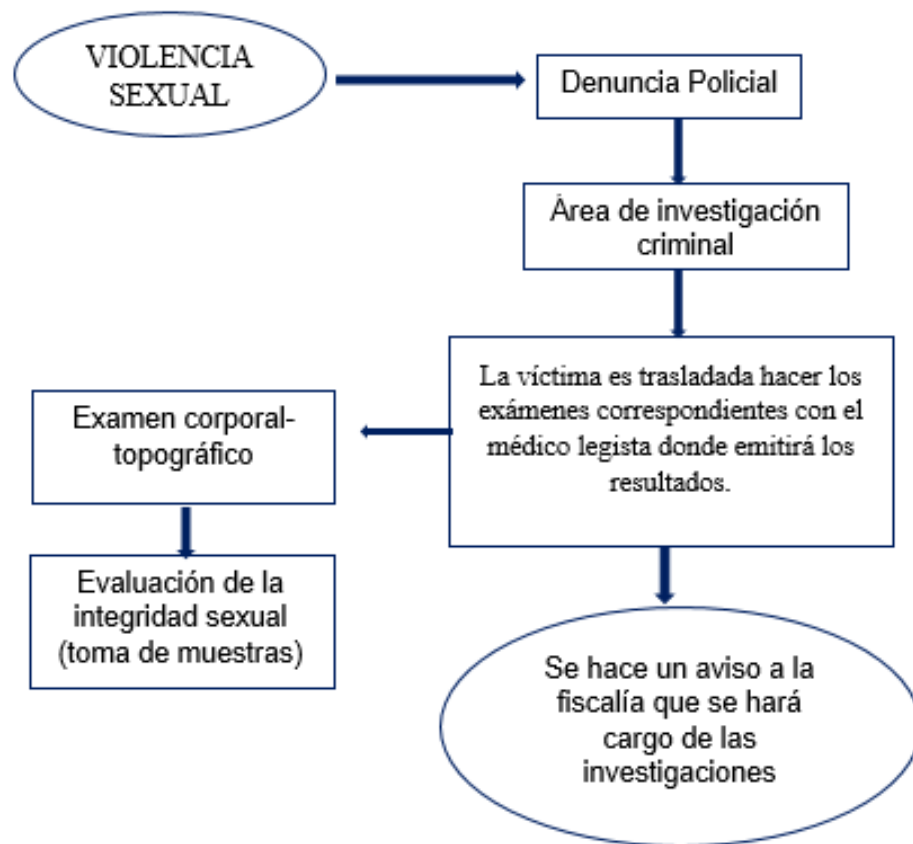 VIOLENCIA
SEXUAL
Denuncia Policial
Área de investigación
criminal
La víctima es trasladada hacer los
exámenes correspondientes con el
médico legista donde emitirá los
resultados.
Examen corporal-
topográfico
Evaluación de la
integridad sexual
(toma de muestras)
Se hace un aviso a la
fiscalía que se hará
cargo de las
investigaciones